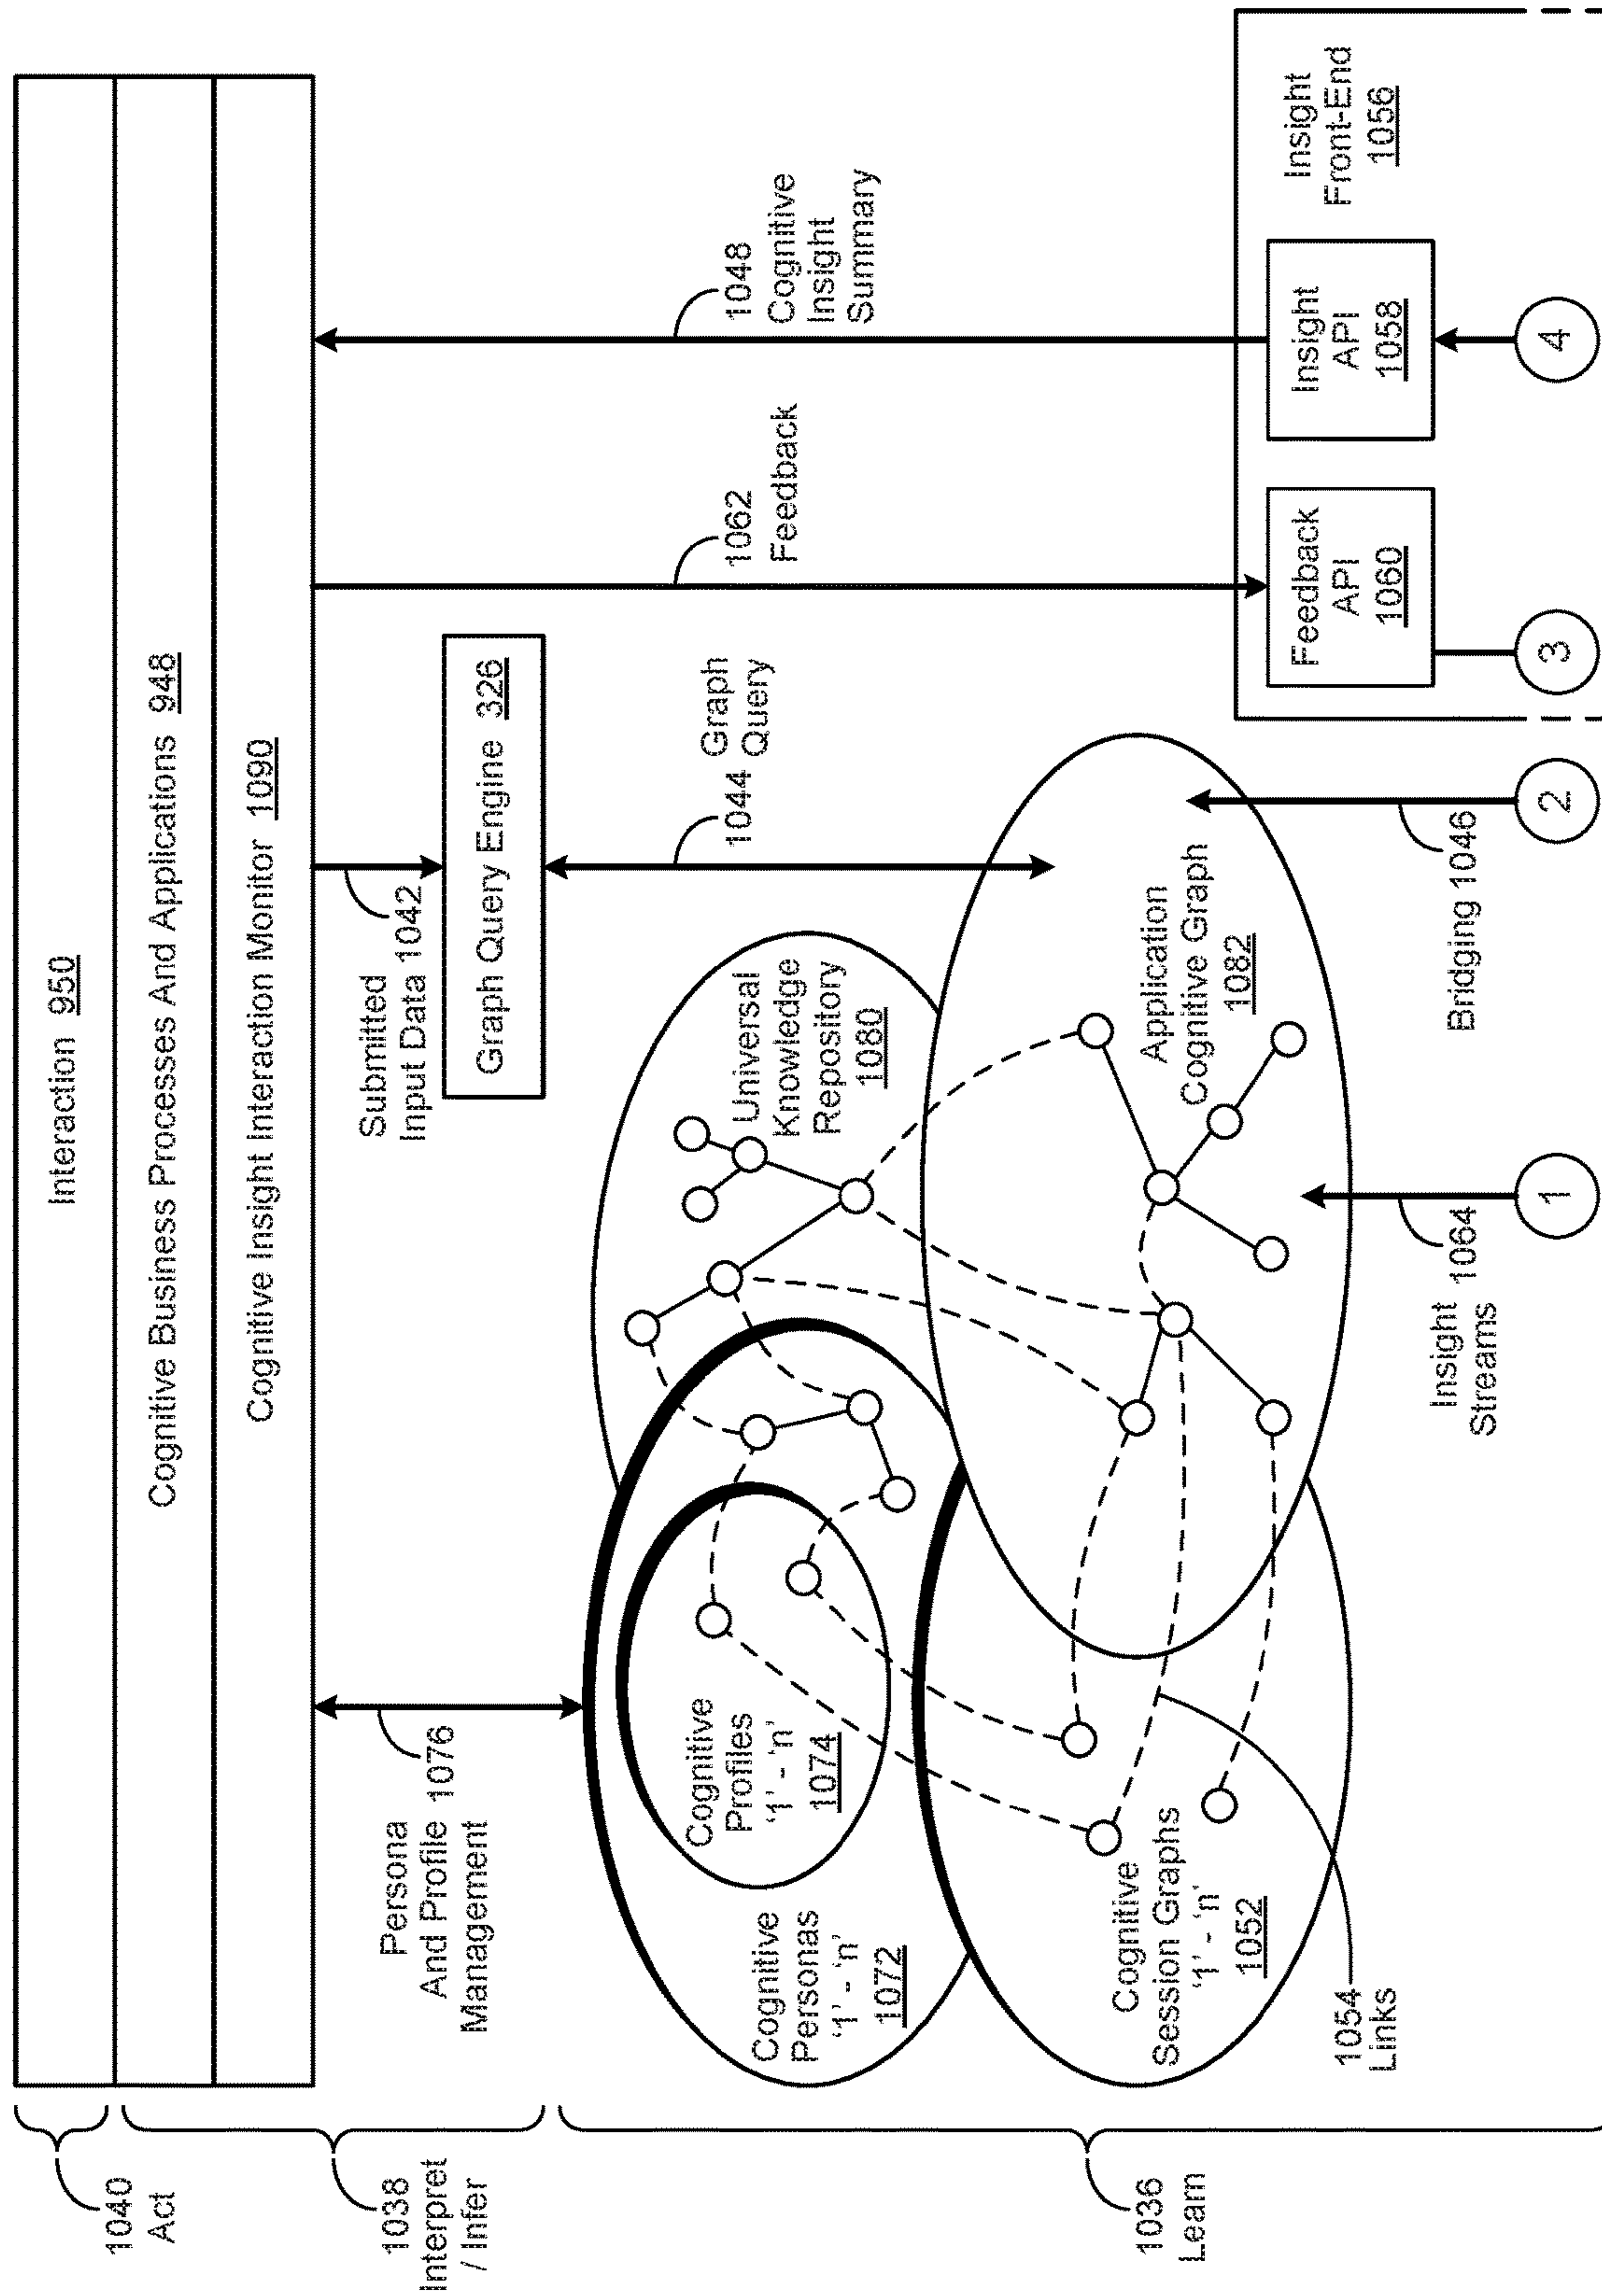 1040
Act
1038
Interpret
/ Infer
1036
Learn
Interaction 950
Cognitive Business Processes And Applications 948
Cognitive Insight Interaction Monitor 1090
Persona
And Profile 1076
Management
Submitted
Input Data 1042
Graph Query Engine 326
1044 Graph
Query
1062
Feedback
1048
Cognitive
Insight
Summary
Cognitive
Personas
‘1’ - ‘n’
1072
Cognitive
Profiles
‘1’ - ‘n’
1074
Universal
Knowledge
Repository
1080
Cognitive
Session Graphs
‘1’ - ‘n’
1052
1054
Links
Application
Cognitive Graph
1082
Insight
Streams 1064
Bridging 1046
Feedback
API
1060
Insight
API
1058
Insight
Front-End
1056
1
2
3
4